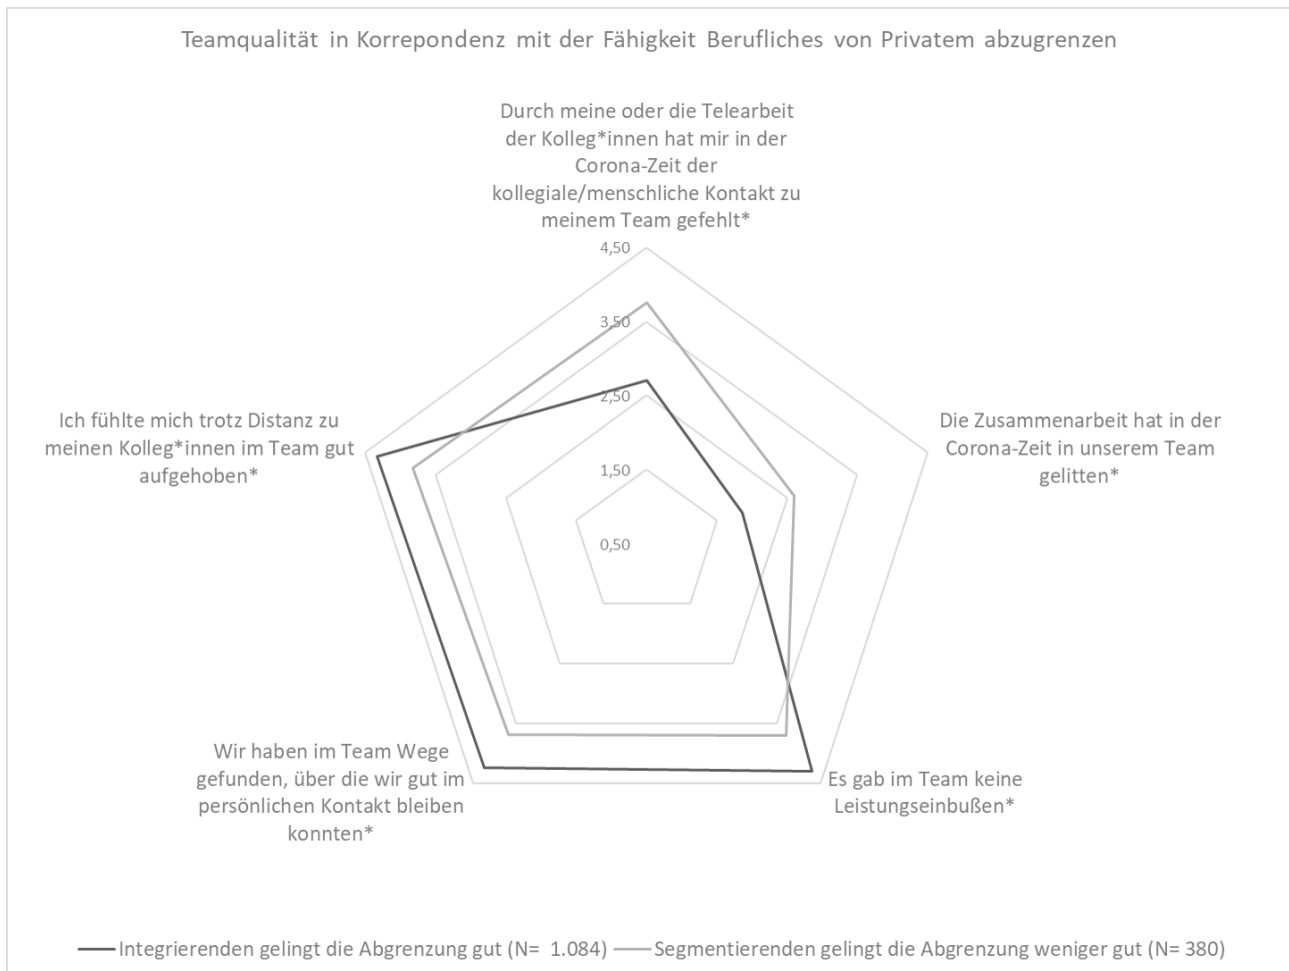 Teamqualität in Korrepondenz mit der Fähigkeit Berufliches von Privatem abzugrenzen
Durch meine oder die Telearbeit
der Kolleg*innen hat mir in der
Corona-Zeit der
kollegiale/menschliche Kontakt zu
meinem Team gefehlt*
4,50
3,50
2,50
1,50
0,50
Die Zusammenarbeit hat in der
Corona-Zeit in unserem Team
gelitten*
Es gab im Team keine
Leistungseinbußen*
Wir haben im Team Wege
gefunden, über die wir gut im
persönlichen Kontakt bleiben
konnten*
Ich fühlte mich trotz Distanz zu
meinen Kolleg*innen im Team gut
aufgehoben*
Integrierenden gelingt die Abgrenzung gut (N= 1.084)
Segmentierenden gelingt die Abgrenzung weniger gut (N= 380)